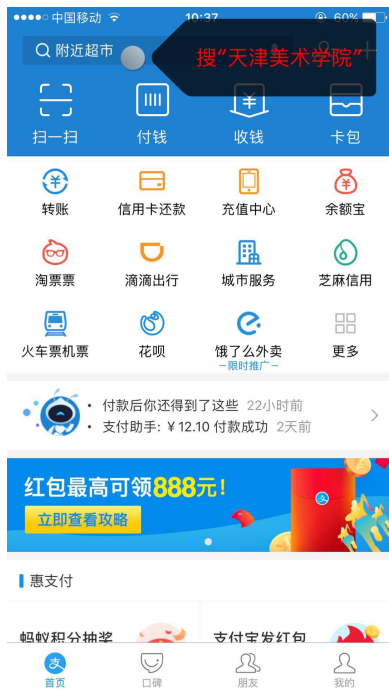 中国移动 10:37 60%
附近超市
搜"天津美术学院"
扫一扫 付钱 收钱 卡包
转账 信用卡还款 充值中心 余额宝
淘票票 滴滴出行 城市服务 芝麻信用
火车票机票 花呗 饿了么外卖 更多
限时推广
· 付款后你还得到了这些 22小时前
· 支付助手: ¥12.10 付款成功 2天前
红包最高可领888元!
立即查看攻略
惠支付
蚂蚁积分抽奖 支付宝发红包
首页 口碑 朋友 我的